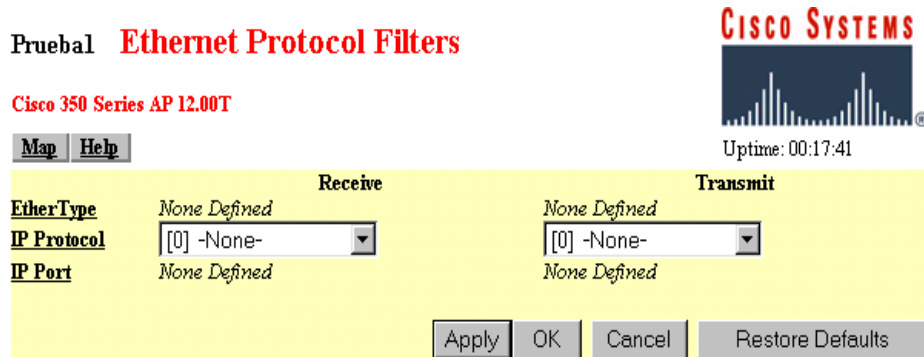 Prueba1 Ethernet Protocol Filters
CISCO SYSTEMS
Cisco 350 Series AP 12.00T
Map Help
Uptime: 00:17:41
Receive Transmit
EtherType None Defined None Defined
IP Protocol [0] -None- [0] -None-
IP Port None Defined None Defined
Apply OK Cancel Restore Defaults